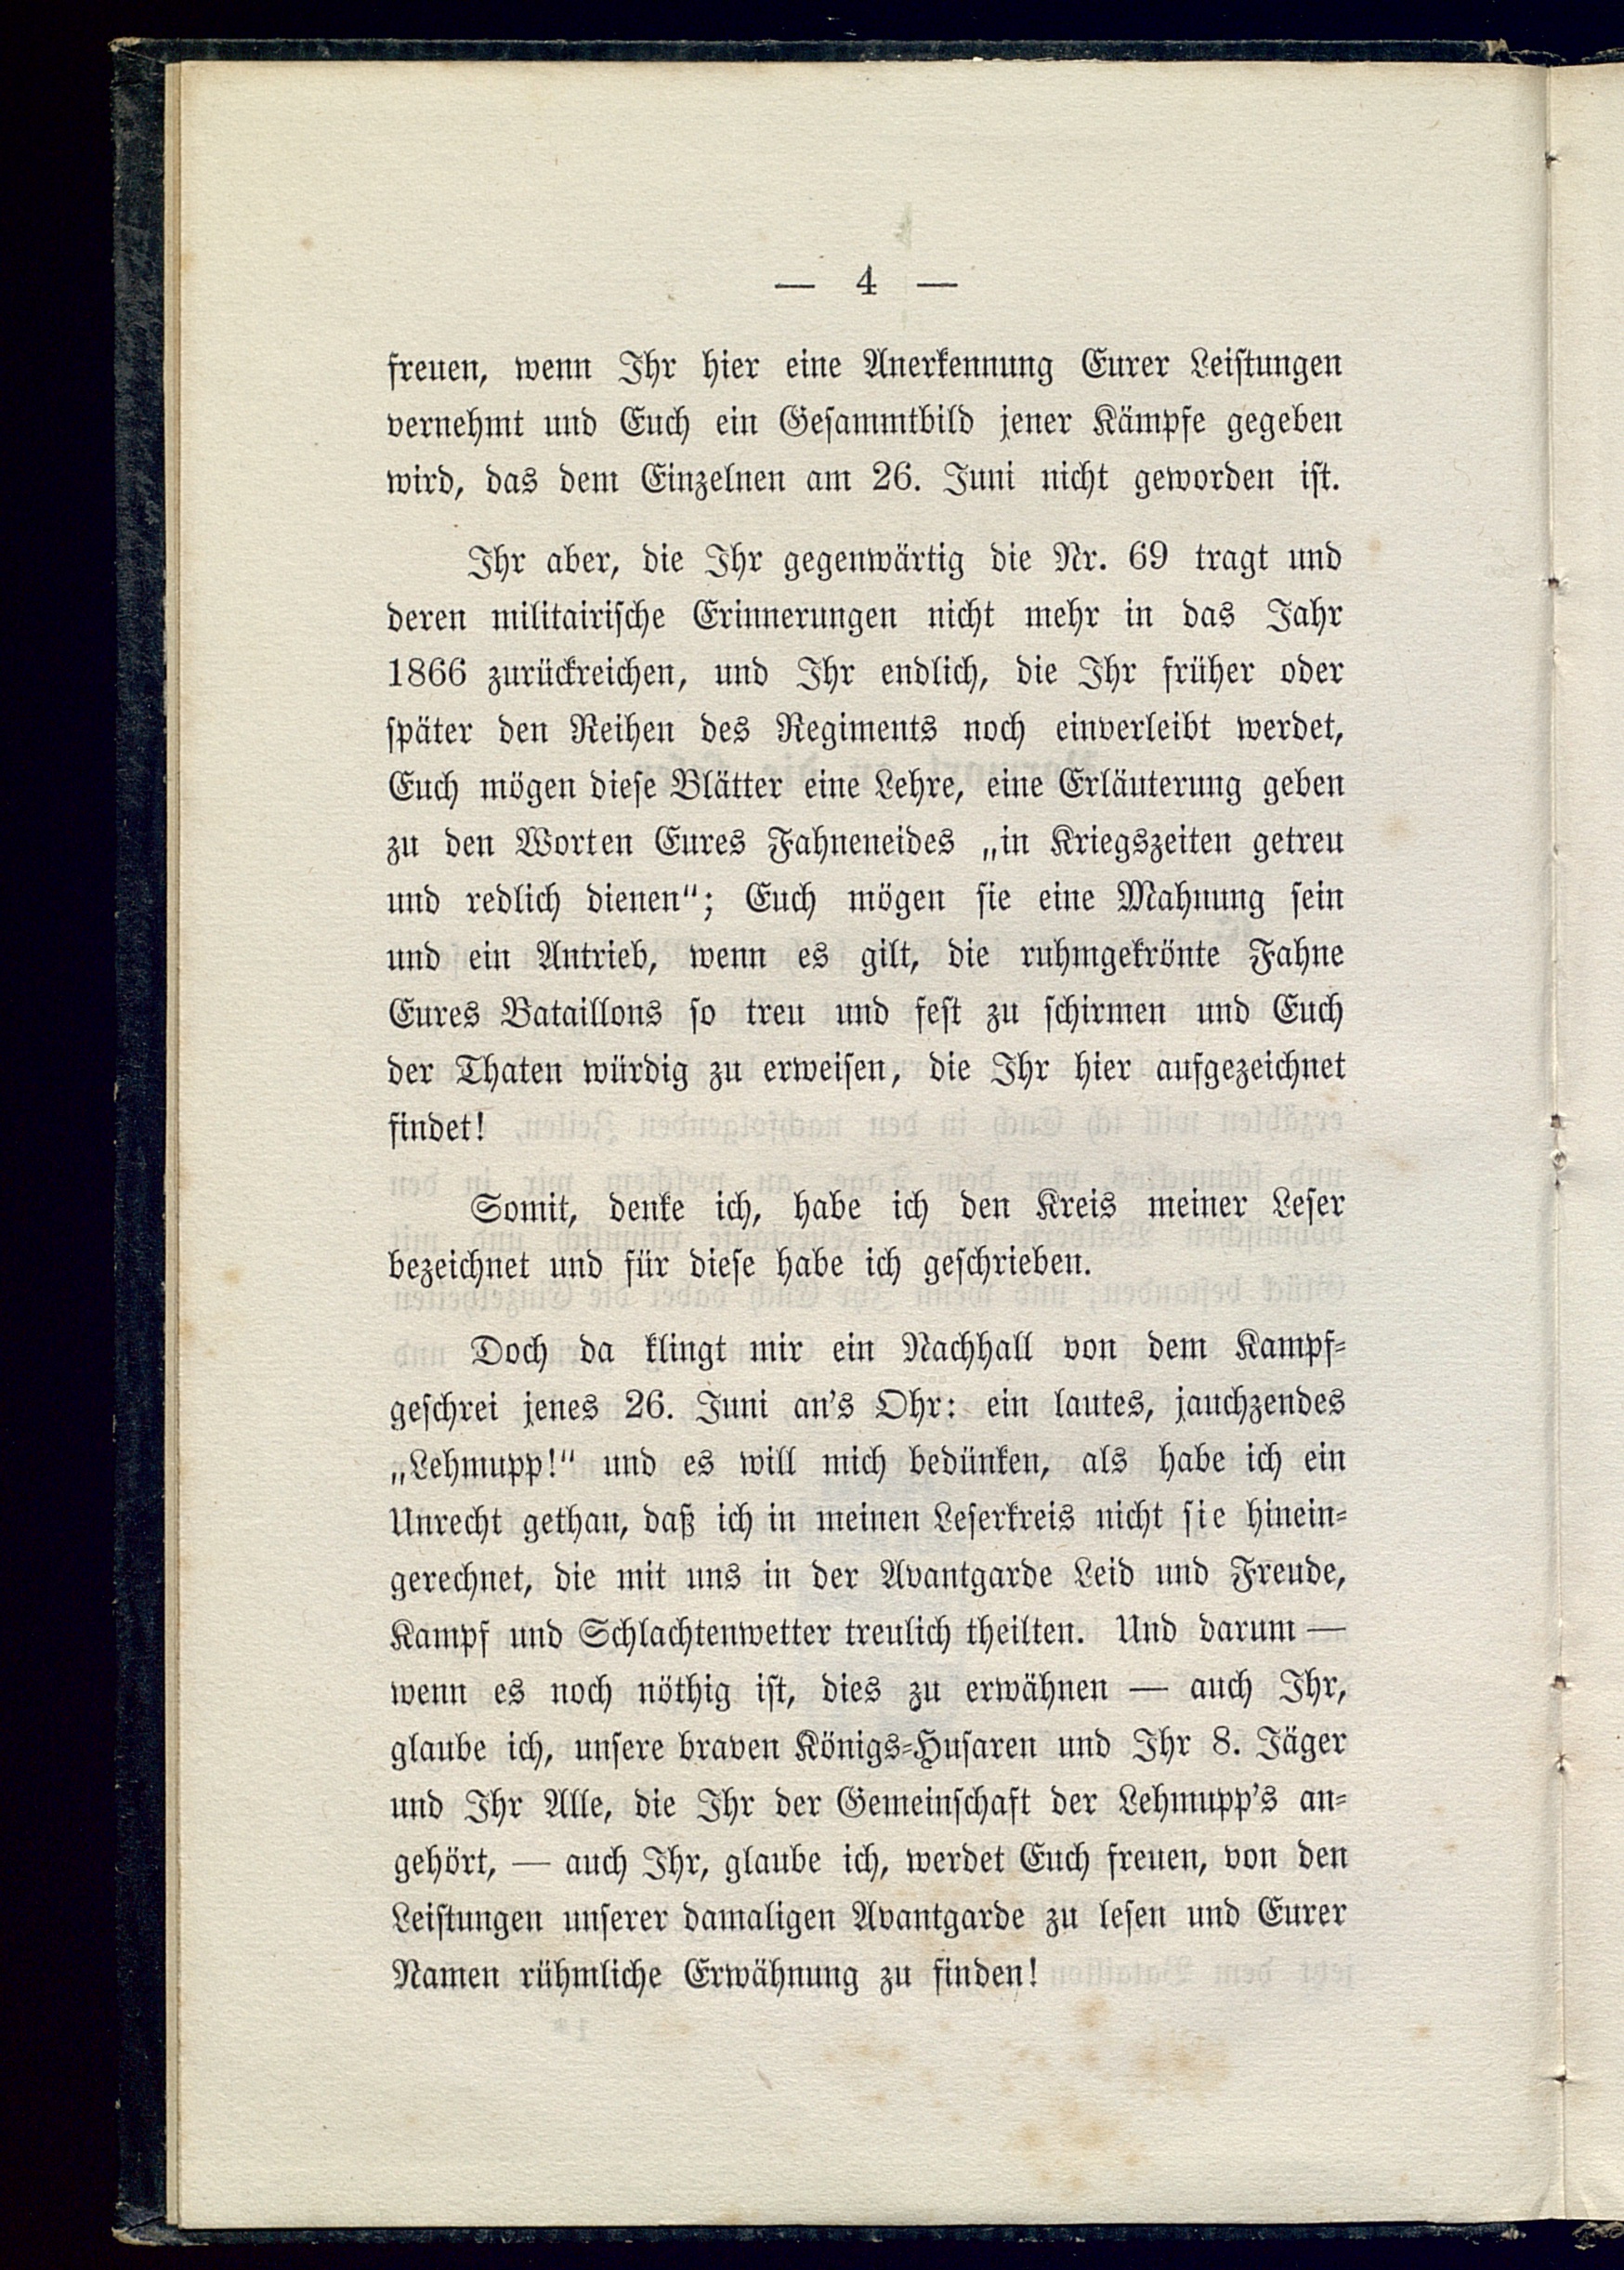 — 4 —
freuen, wenn Ihr hier eine Anerkennung Eurer Leistungen
vernehmt und Euch ein Gesammtbild jener Kämpfe gegeben
wird, das dem Einzelnen am 26. Juni nicht geworden ist.
Ihr aber, die Ihr gegenwärtig die Nr. 69 tragt und
deren militairische Erinnerungen nicht mehr in das Jahr
1866 zurückreichen, und Ihr endlich, die Ihr früher oder
später den Reihen des Regiments noch einverleibt werdet,
Euch mögen diese Blätter eine Lehre, eine Erläuterung geben
zu den Worten Eures Fahneneides „in Kriegszeiten getreu
und redlich dienen“; Euch mögen sie eine Mahnung sein
und ein Antrieb, wenn es gilt, die ruhmgekrönte Fahne
Eures Bataillons so treu und fest zu schirmen und Euch
der Thaten würdig zu erweisen, die Ihr hier aufgezeichnet
findet!
Somit, denke ich, habe ich den Kreis meiner Leser
bezeichnet und für diese habe ich geschrieben.
Doch da klingt mir ein Nachhall von dem Kampf-
geschrei jenes 26. Juni an's Ohr: ein lautes, jauchzendes
„Lehmupp!“ und es will mich bedünken, als habe ich ein
Unrecht gethan, daß ich in meinen Leserkreis nicht sie hinein-
gerechnet, die mit uns in der Avantgarde Leid und Freude,
Kampf und Schlachtenwetter treulich theilten. Und darum —
wenn es noch nöthig ist, dies zu erwähnen — auch Ihr,
glaube ich, unsere braven Königs-Husaren und Ihr 8. Jäger
und Ihr Alle, die Ihr der Gemeinschaft der Lehmupp's an-
gehört, — auch Ihr, glaube ich, werdet Euch freuen, von den
Leistungen unserer damaligen Avantgarde zu lesen und Eurer
Namen rühmliche Erwähnung zu finden!